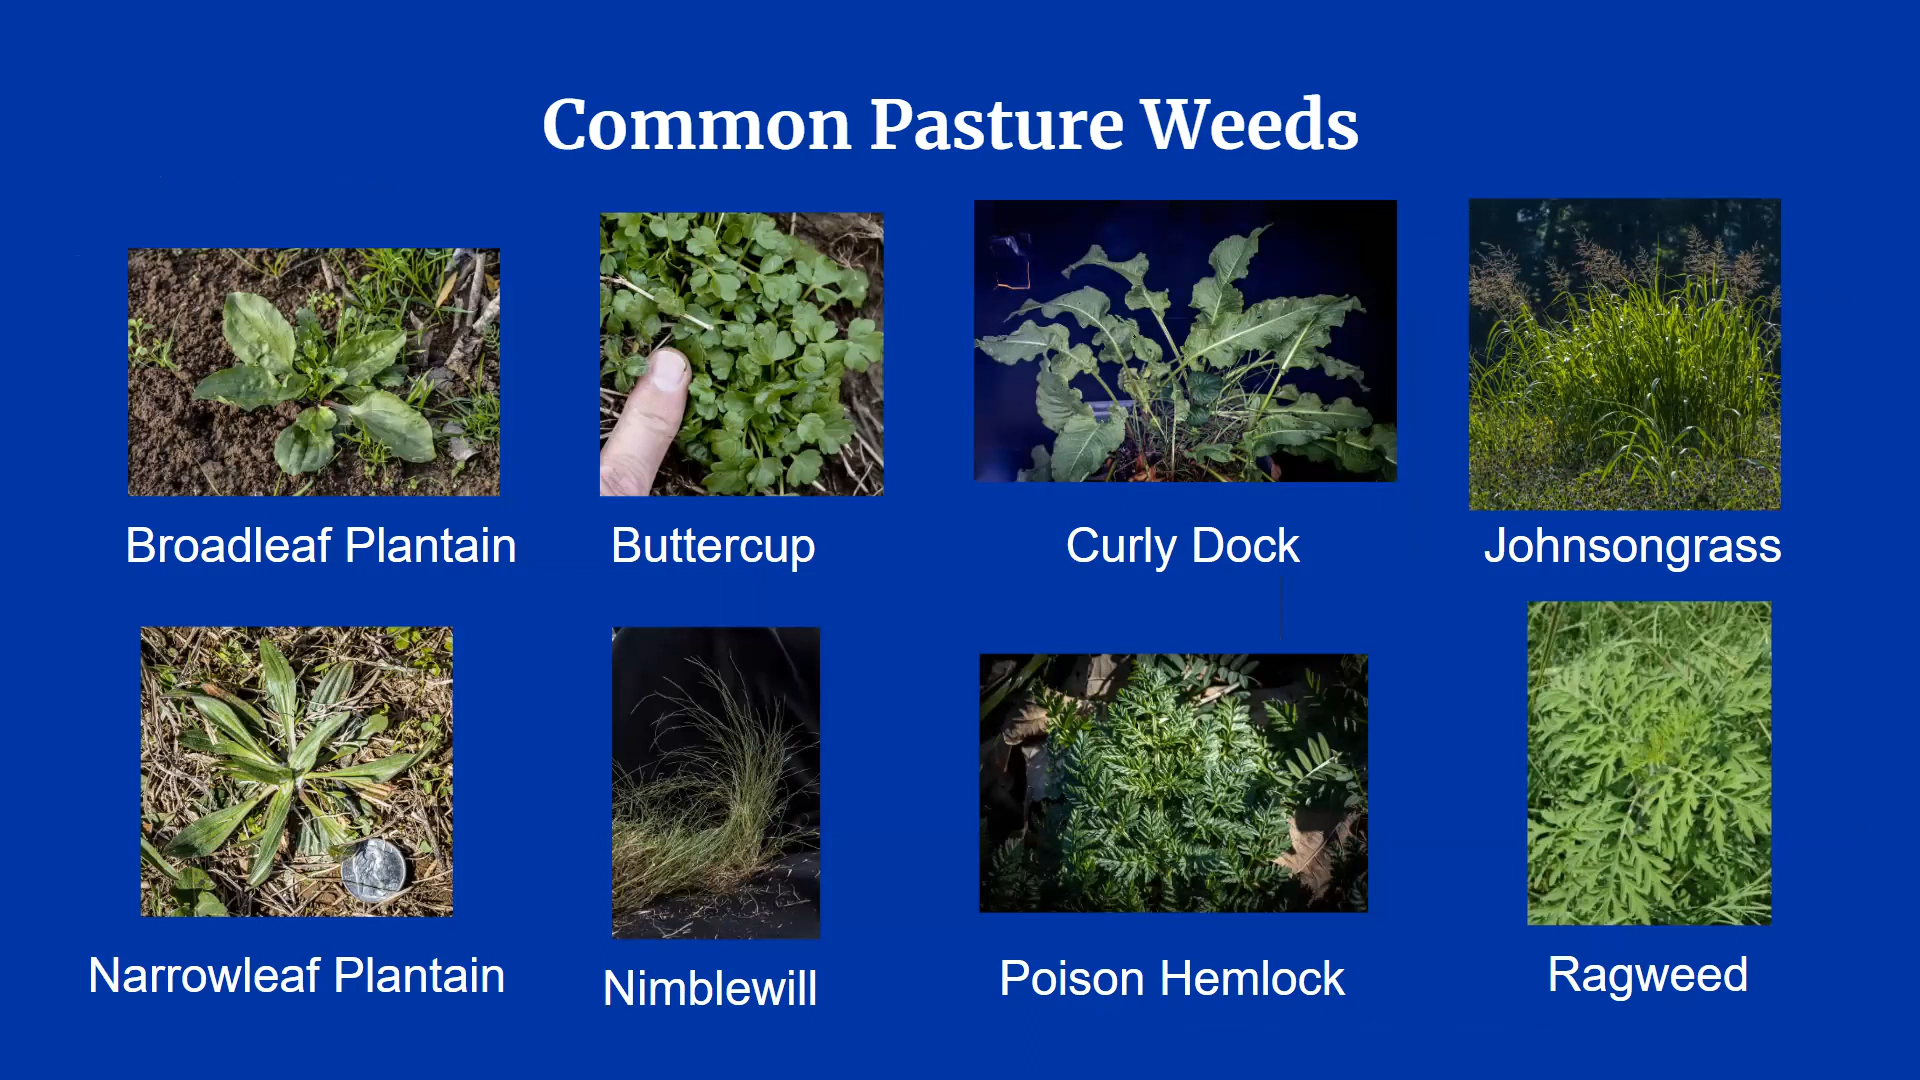 Common Pasture Weeds
Broadleaf Plantain
Buttercup
Curly Dock
Johnsongrass
Narrowleaf Plantain
Nimblewill
Poison Hemlock
Ragweed